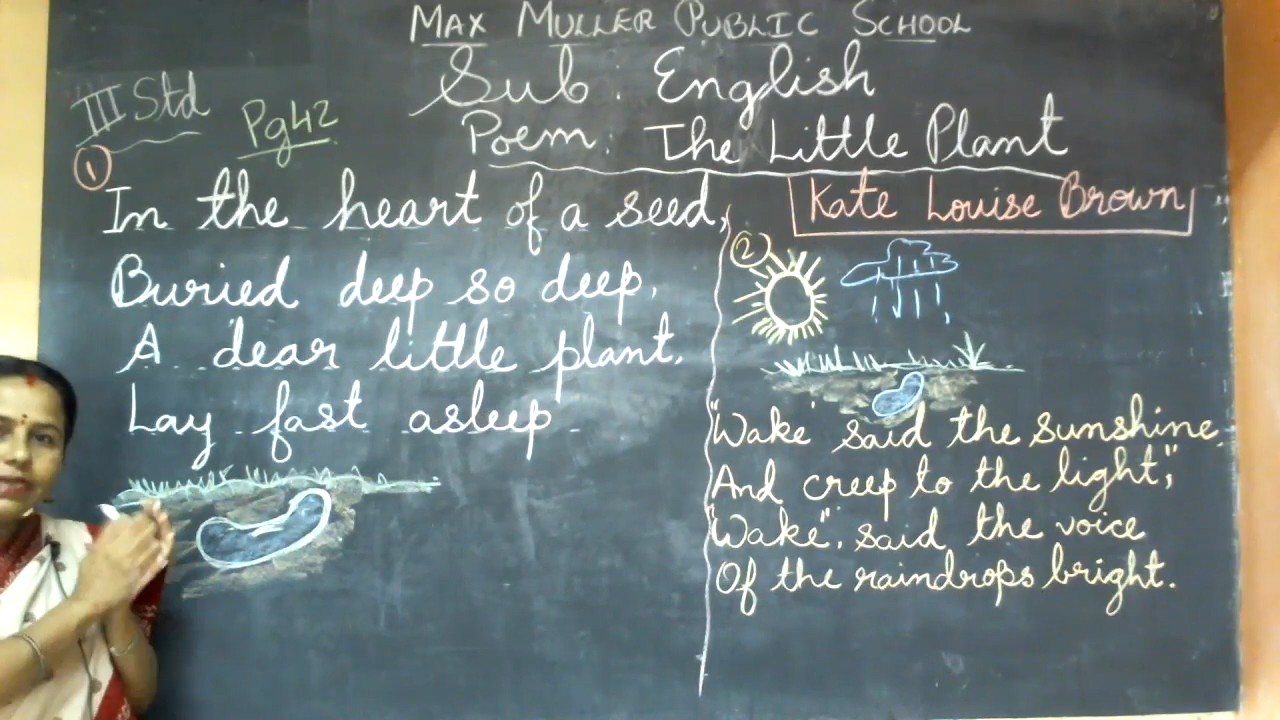 MAX MULLER PUBLIC SCHOOL
Sub. English
III Std
Pg 42
Poem. The Little Plant
Kate Louise Brown
1
In the heart of a seed,
Buried deep so deep,
A dear little plant,
Lay fast asleep
2
"Wake" said the sunshine,
And creep to the light",
"Wake", said the voice
Of the raindrops bright.